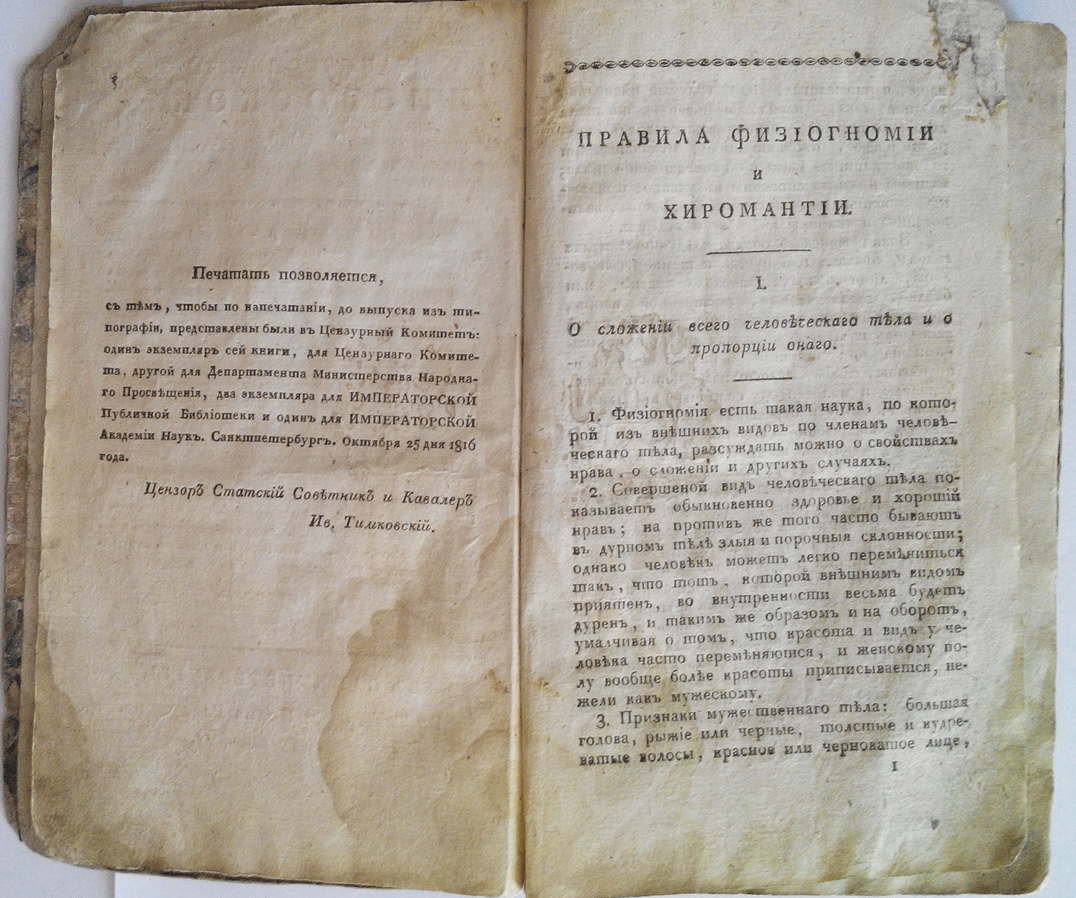 Печатать позволяется,
съ тѣмъ, чтобы по напечатаніи, до выпуска изъ ти-
пографіи, представлены были въ Цензурный Комитетъ:
одинъ экземпляръ сей книги, для Цензурнаго Комите-
та, другой для Департамента Министерства Народна-
го Просвѣщенія, два экземпляра для ИМПЕРАТОРСКОЙ
Публичной Библіотеки и одинъ для ИМПЕРАТОРСКОЙ
Академіи Наукъ. Санктпетербургъ. Октября 25 дня 1816
года.
Цензоръ Статскій Совѣтникъ и Кавалеръ
Ив. Тимковскій.
ПРАВИЛА ФИЗІОГНОМІИ
И
ХИРОМАНТІИ.
I.
О сложеніи всего человѣческаго тѣла и о
пропорціи онаго.
1. Физіогномія есть такая наука, по кото-
рой изъ внѣшнихъ видовъ по членамъ человѣ-
ческаго тѣла, разсуждать можно о свойствахъ
нрава, о сложеніи и другихъ случаяхъ.
2. Совершеной видъ человѣческаго тѣла по-
казываетъ обыкновенно здоровье и хорошій
нравъ; на противъ же того часто бываютъ
въ дурномъ тѣлѣ злыя и порочныя склонности;
однако человѣкъ можетъ легко перемѣниться
такъ, что тотъ, которой внѣшнимъ видомъ
пріятенъ, во внутренности весьма будетъ
дуренъ, и такимъ же образомъ и на оборотъ,
умалчивая о томъ, что красота и видъ у че-
ловѣка часто перемѣняются, и женскому по-
лу вообще болѣе красоты приписывается, не-
жели какъ мужескому.
3. Признаки мужественнаго тѣла: большая
голова, рыжіе или черные, толстые и кудре-
ватые волосы, красное или черноватое лице,
I